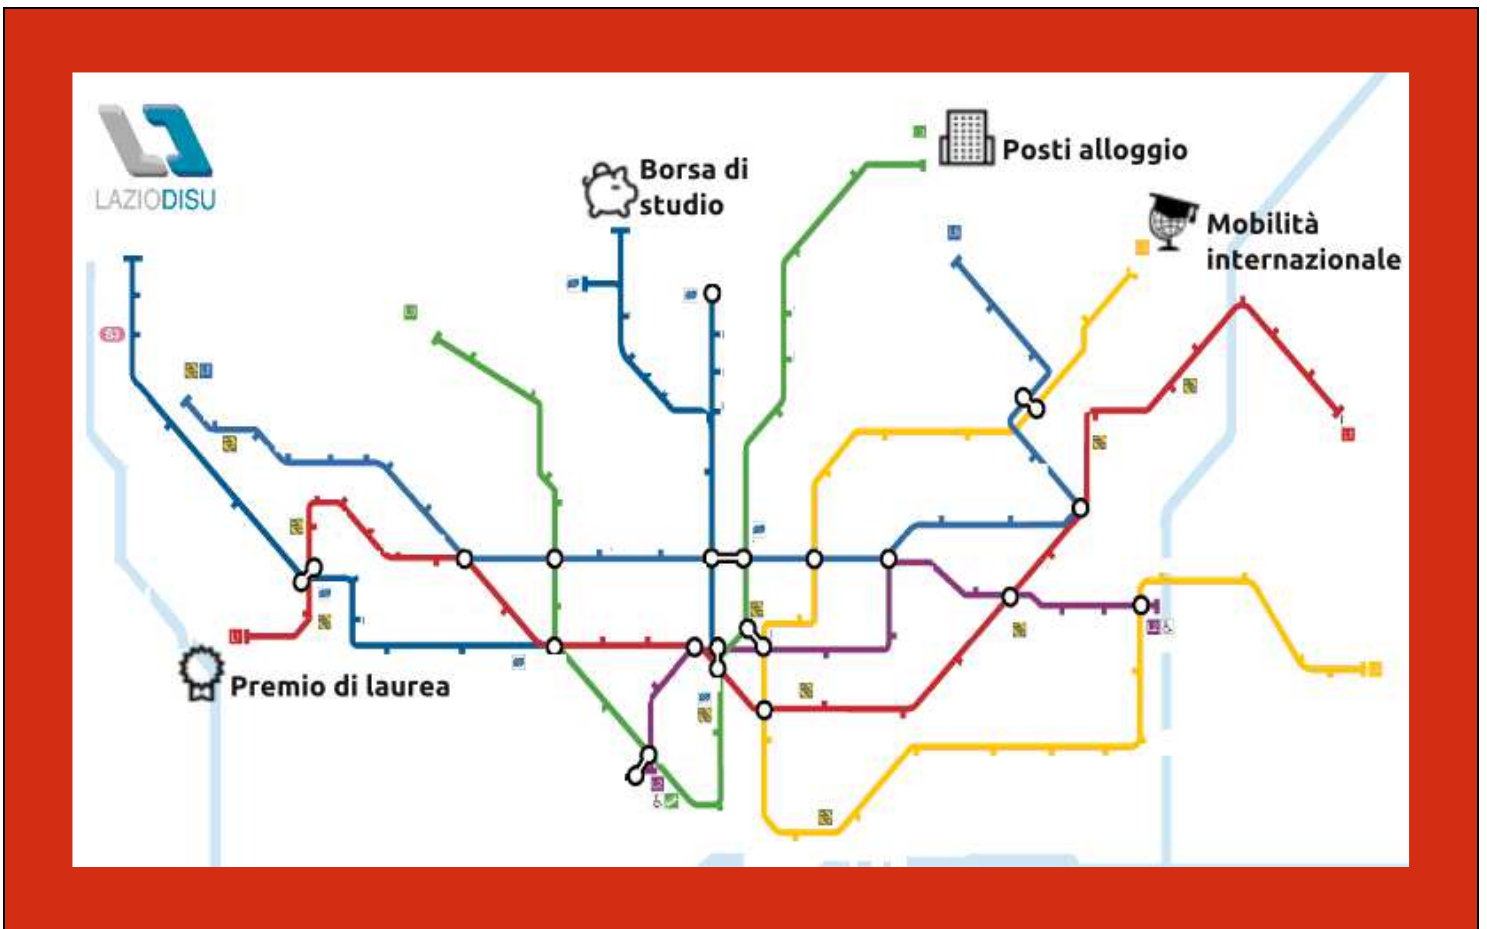 LAZIODISU
Borsa di
studio
Posti alloggio
Mobilità
internazionale
Premio di laurea